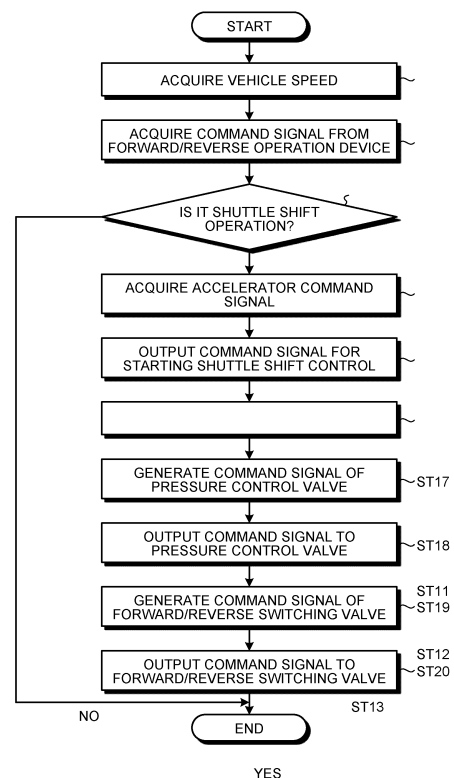 START
ACQUIRE VEHICLE SPEED
ACQUIRE COMMAND SIGNAL FROM
FORWARD/REVERSE OPERATION DEVICE
IS IT SHUTTLE SHIFT
OPERATION?
ACQUIRE ACCELERATOR COMMAND
SIGNAL
OUTPUT COMMAND SIGNAL FOR
STARTING SHUTTLE SHIFT CONTROL
GENERATE COMMAND SIGNAL OF
PRESSURE CONTROL VALVE
ST17
OUTPUT COMMAND SIGNAL TO
PRESSURE CONTROL VALVE
ST18
GENERATE COMMAND SIGNAL OF
FORWARD/REVERSE SWITCHING VALVE
ST11
ST19
OUTPUT COMMAND SIGNAL TO
FORWARD/REVERSE SWITCHING VALVE
ST12
ST20
ST13
NO
END
YES